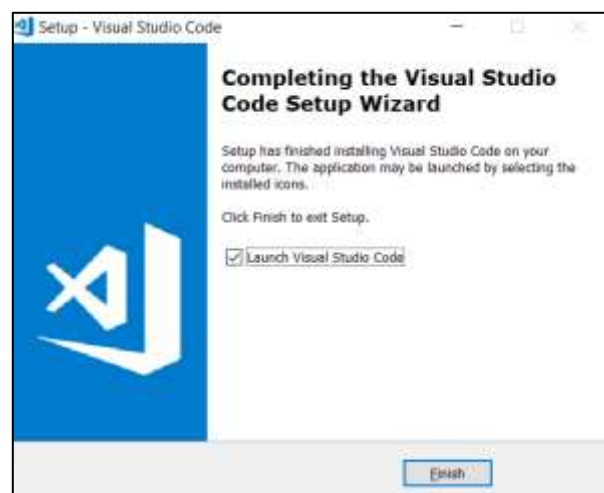 Setup - Visual Studio Code
Completing the Visual Studio
Code Setup Wizard
Setup has finished installing Visual Studio Code on your
computer. The application may be launched by selecting the
installed icons.
Click Finish to exit Setup.
Launch Visual Studio Code
Finish